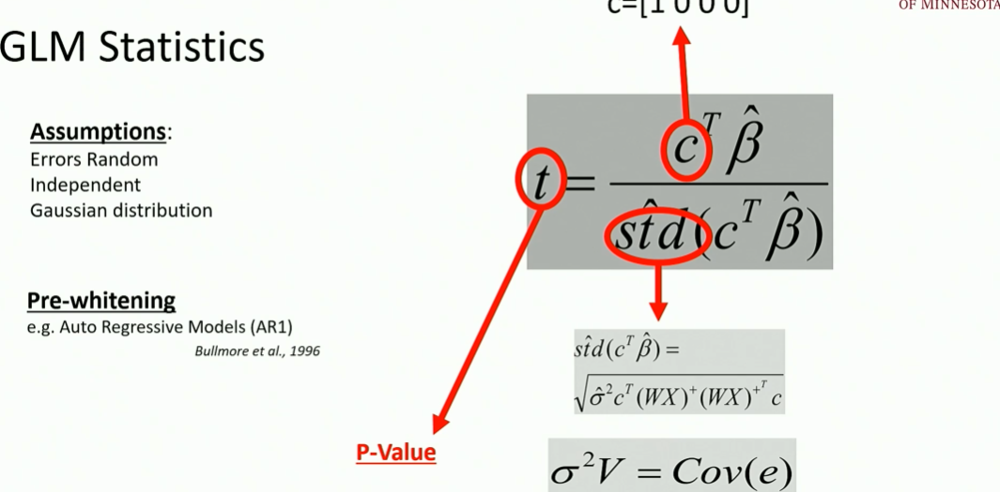 c=[1 0 0 0]
OF MINNESOTA
GLM Statistics
Assumptions:
Errors Random
Independent
Gaussian distribution
t = c^T β̂ / ŝtd(c^T β̂)
Pre-whitening
e.g. Auto Regressive Models (AR1)
Bullmore et al., 1996
ŝtd(c^T β̂) =
√(σ̂²c^T(WX)^+(WX)^{+^T} c)
P-Value
σ²V = Cov(e)